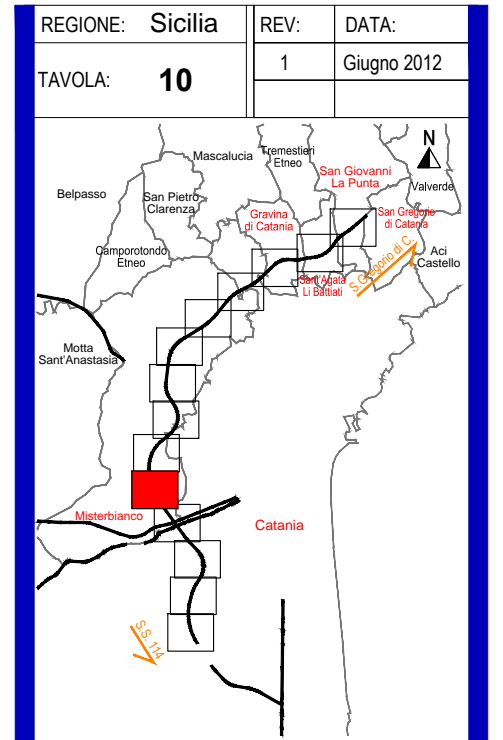 REGIONE: Sicilia REV: DATA:
TAVOLA: 10 1 Giugno 2012
N
Mascalucia
Tremestieri
Etneo
San Giovanni
La Punta
Valverde
Belpasso
San Pietro
Clarenza
Gravina
di Catania
San Gregorio
di Catania
Camporotondo
Etneo
Aci
Castello
S.Gregorio di C.
Sant'Agata
Li Battiati
Motta
Sant'Anastasia
Misterbianco
Catania
S.S. 114